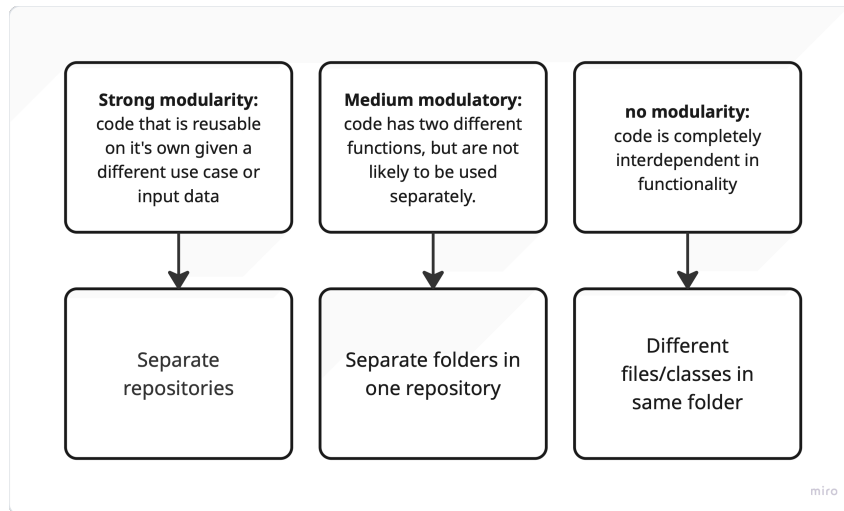 Strong modularity:
code that is reusable
on it's own given a
different use case or
input data
Medium modulatory:
code has two different
functions, but are not
likely to be used
separately.
no modularity:
code is completely
interdependent in
functionality
Separate
repositories
Separate folders in
one repository
Different
files/classes in
same folder
miro